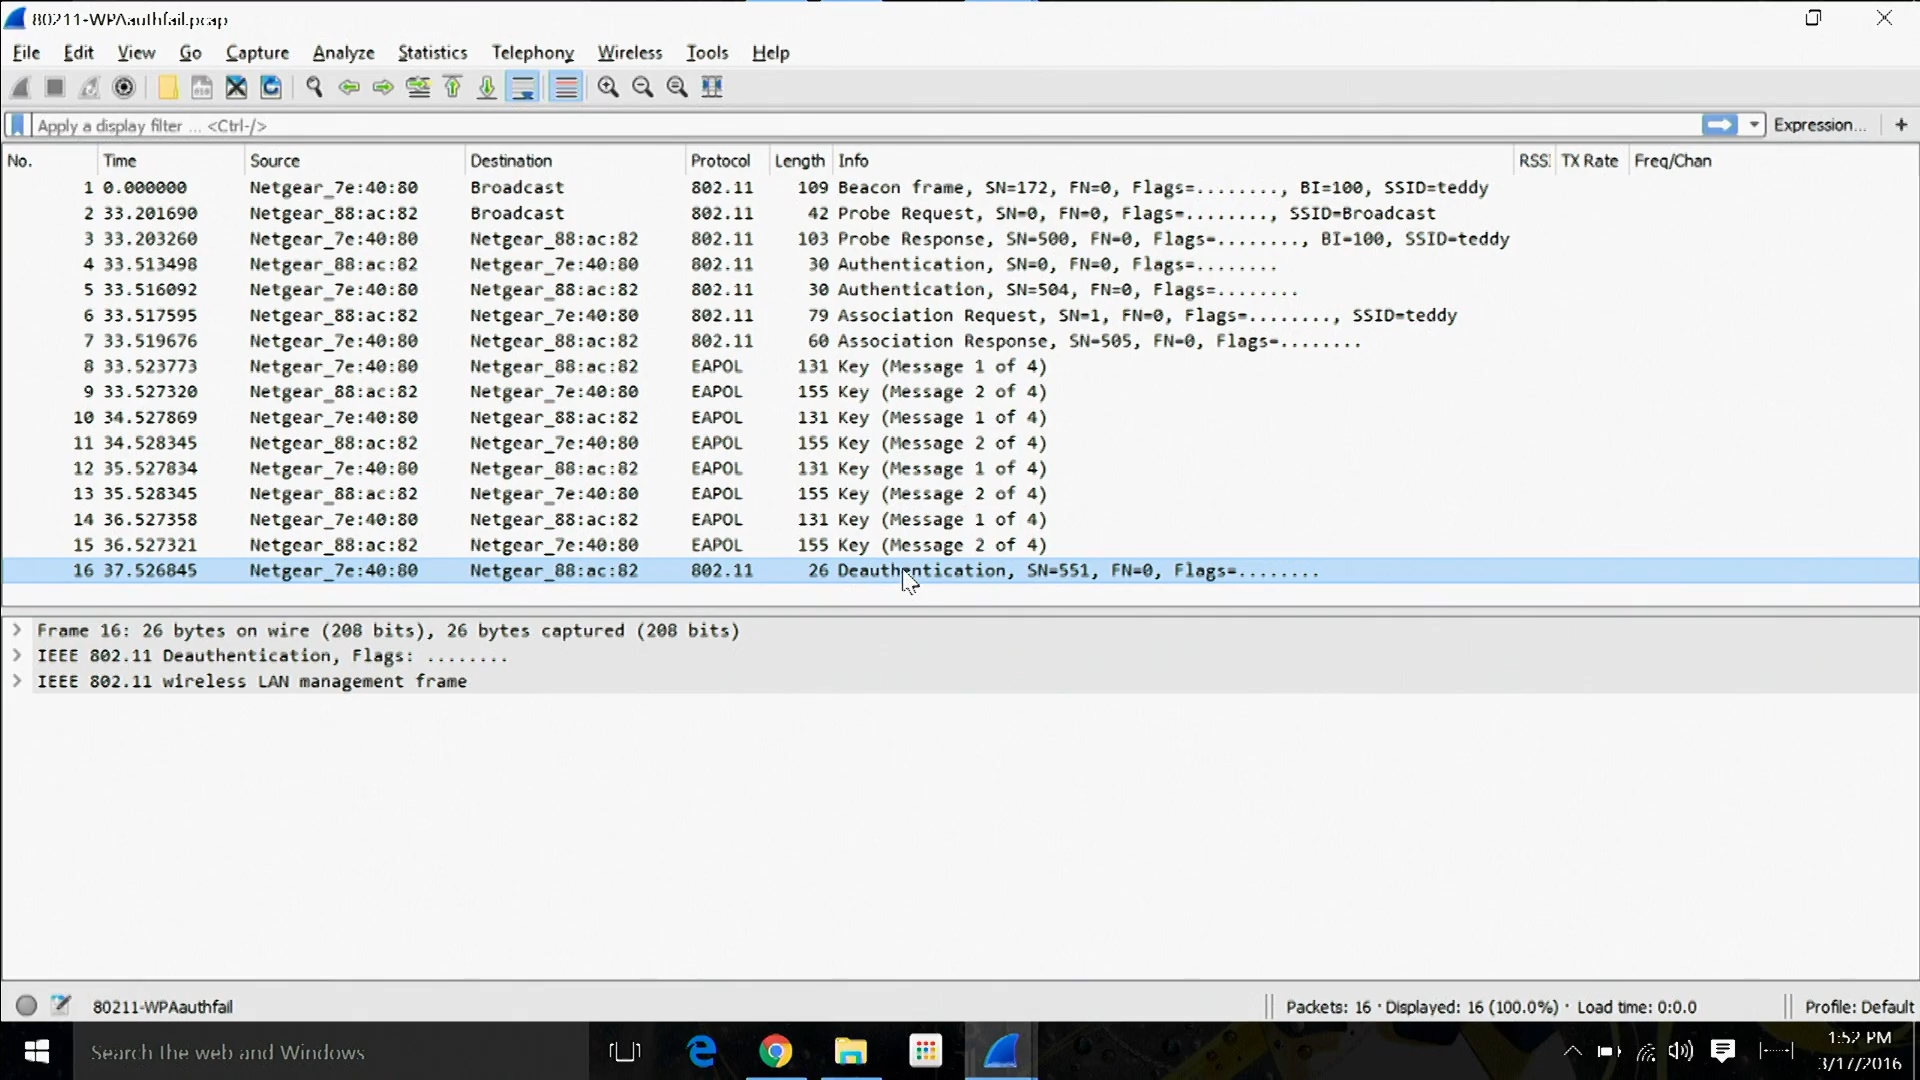 80211-WPAauthfail.pcap
File Edit View Go Capture Analyze Statistics Telephony Wireless Tools Help
Apply a display filter ... <Ctrl-/> Expression... +
No. Time Source Destination Protocol Length Info RSSI TX Rate Freq/Chan
1 0.000000 Netgear_7e:40:80 Broadcast 802.11 109 Beacon frame, SN=172, FN=0, Flags=........, BI=100, SSID=teddy
2 33.201690 Netgear_88:ac:82 Broadcast 802.11 42 Probe Request, SN=0, FN=0, Flags=........, SSID=Broadcast
3 33.203260 Netgear_7e:40:80 Netgear_88:ac:82 802.11 103 Probe Response, SN=500, FN=0, Flags=........, BI=100, SSID=teddy
4 33.513498 Netgear_88:ac:82 Netgear_7e:40:80 802.11 30 Authentication, SN=0, FN=0, Flags=........
5 33.516092 Netgear_7e:40:80 Netgear_88:ac:82 802.11 30 Authentication, SN=504, FN=0, Flags=........
6 33.517595 Netgear_88:ac:82 Netgear_7e:40:80 802.11 79 Association Request, SN=1, FN=0, Flags=........, SSID=teddy
7 33.519676 Netgear_7e:40:80 Netgear_88:ac:82 802.11 60 Association Response, SN=505, FN=0, Flags=........
8 33.523773 Netgear_7e:40:80 Netgear_88:ac:82 EAPOL 131 Key (Message 1 of 4)
9 33.527320 Netgear_88:ac:82 Netgear_7e:40:80 EAPOL 155 Key (Message 2 of 4)
10 34.527869 Netgear_7e:40:80 Netgear_88:ac:82 EAPOL 131 Key (Message 1 of 4)
11 34.528345 Netgear_88:ac:82 Netgear_7e:40:80 EAPOL 155 Key (Message 2 of 4)
12 35.527834 Netgear_7e:40:80 Netgear_88:ac:82 EAPOL 131 Key (Message 1 of 4)
13 35.528345 Netgear_88:ac:82 Netgear_7e:40:80 EAPOL 155 Key (Message 2 of 4)
14 36.527358 Netgear_7e:40:80 Netgear_88:ac:82 EAPOL 131 Key (Message 1 of 4)
15 36.527321 Netgear_88:ac:82 Netgear_7e:40:80 EAPOL 155 Key (Message 2 of 4)
16 37.526845 Netgear_7e:40:80 Netgear_88:ac:82 802.11 26 Deauthentication, SN=551, FN=0, Flags=........
Frame 16: 26 bytes on wire (208 bits), 26 bytes captured (208 bits)
IEEE 802.11 Deauthentication, Flags: ........
IEEE 802.11 wireless LAN management frame
80211-WPAauthfail Packets: 16 · Displayed: 16 (100.0%) · Load time: 0:0.0 Profile: Default
Search the web and Windows
1:52 PM
3/17/2016